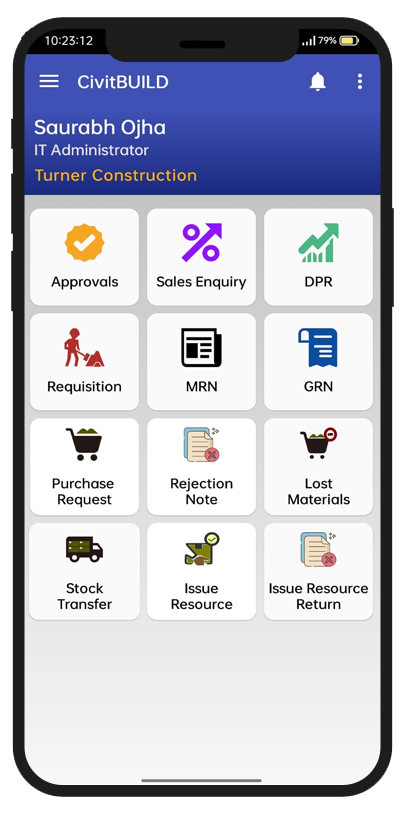 10:23:12
79%
CivitBUILD
Saurabh Ojha
IT Administrator
Turner Construction
Approvals
Sales Enquiry
DPR
Requisition
MRN
GRN
Purchase
Request
Rejection
Note
Lost
Materials
Stock
Transfer
Issue
Resource
Issue Resource
Return